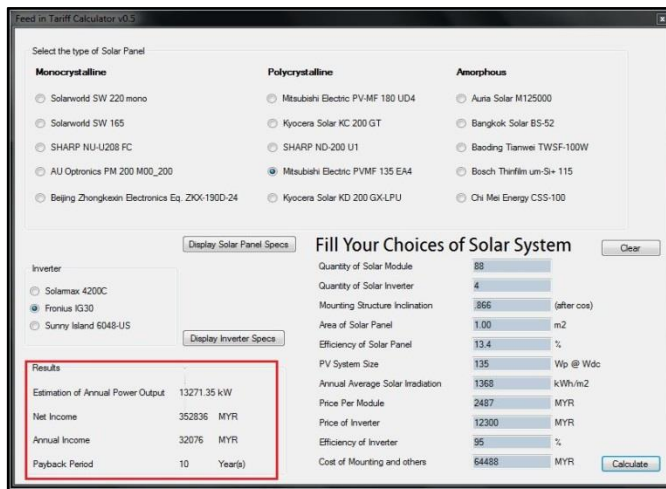 Feed in Tariff Calculator v0.5
Select the type of Solar Panel
Monocrystalline
Solarworld SW 220 mono
Solarworld SW 165
SHARP NU-U208 FC
AU Optronics PM 200 M00_200
Beijing Zhongkexin Electronics Eq. ZKX-190D-24
Polycrystalline
Mitsubishi Electric PV-MF 180 UD4
Kyocera Solar KC 200 GT
SHARP ND-200 U1
Mitsubishi Electric PVMF 135 EA4
Kyocera Solar KD 200 GX-LPU
Amorphous
Auria Solar M125000
Bangkok Solar BS-52
Baoding Tianwei TWSF-100W
Bosch Thinfilm um-Si+ 115
Chi Mei Energy CSS-100
Display Solar Panel Specs
Inverter
Solarmax 4200C
Fronius IG30
Sunny Island 6048-US
Display Inverter Specs
Results
Estimation of Annual Power Output 13271.35 kW
Net Income 352836 MYR
Annual Income 32076 MYR
Payback Period 10 Year(s)
Fill Your Choices of Solar System
Clear
Quantity of Solar Module 88
Quantity of Solar Inverter 4
Mounting Structure Inclination .866 (after cos)
Area of Solar Panel 1.00 m2
Efficiency of Solar Panel 13.4 %
PV System Size 135 Wp @ Wdc
Annual Average Solar Irradiation 1368 kWh/m2
Price Per Module 2487 MYR
Price of Inverter 12300 MYR
Efficiency of Inverter 95 %
Cost of Mounting and others 64488 MYR
Calculate